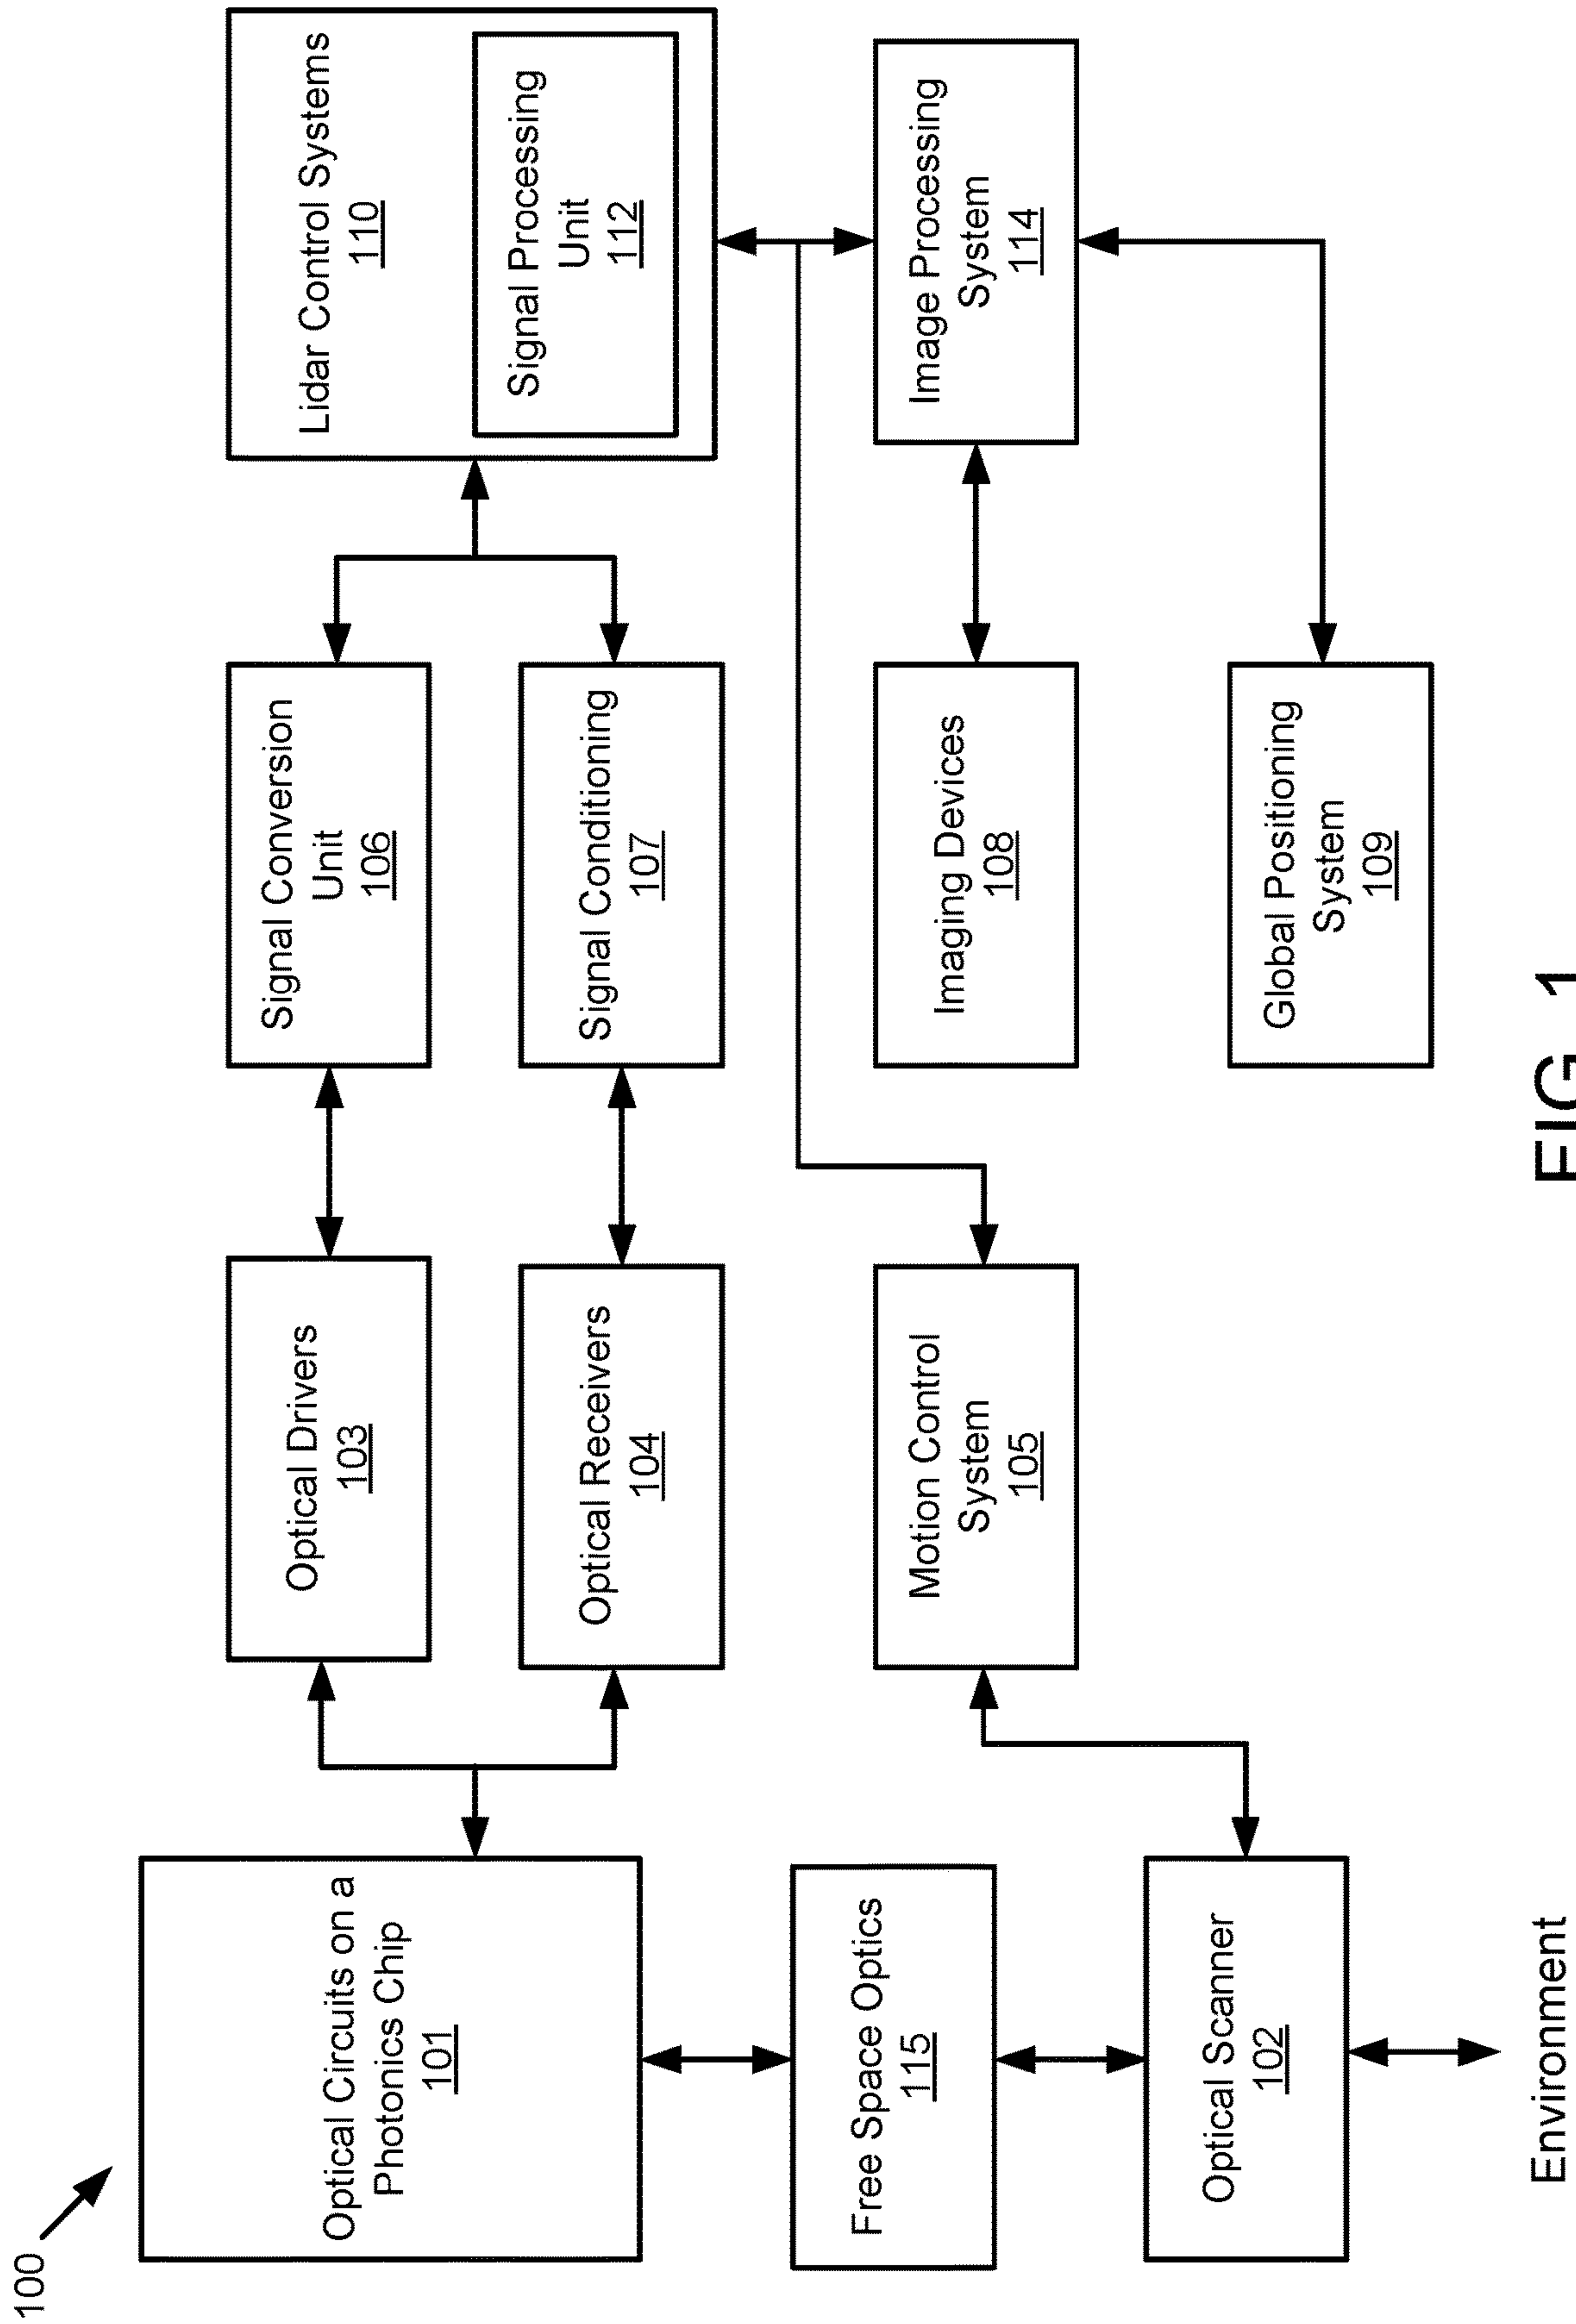 100
Optical Circuits on a
Photonics Chip
101
Optical Drivers
103
Signal Conversion
Unit
106
Lidar Control Systems
110
Signal Processing
Unit
112
Optical Receivers
104
Signal Conditioning
107
Free Space Optics
115
Motion Control
System
105
Imaging Devices
108
Image Processing
System
114
Optical Scanner
102
Global Positioning
System
109
Environment
FIG. 1